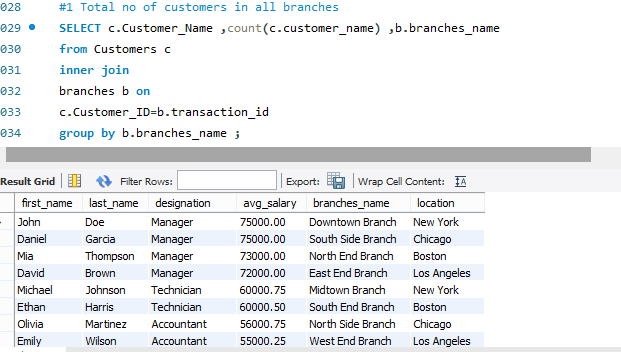 028 #1 Total no of customers in all branches
029 SELECT c.Customer_Name ,count(c.customer_name) ,b.branches_name
030 from Customers c
031 inner join
032 branches b on
033 c.Customer_ID=b.transaction_id
034 group by b.branches_name ;
Result Grid Filter Rows: Export: Wrap Cell Content:
first_name last_name designation avg_salary branches_name location
John Doe Manager 75000.00 Downtown Branch New York
Daniel Garcia Manager 75000.00 South Side Branch Chicago
Mia Thompson Manager 73000.00 North End Branch Boston
David Brown Manager 72000.00 East End Branch Los Angeles
Michael Johnson Technician 60000.75 Midtown Branch New York
Ethan Harris Technician 60000.50 South End Branch Boston
Olivia Martinez Accountant 56000.75 North Side Branch Chicago
Emily Wilson Accountant 55000.25 West End Branch Los Angeles